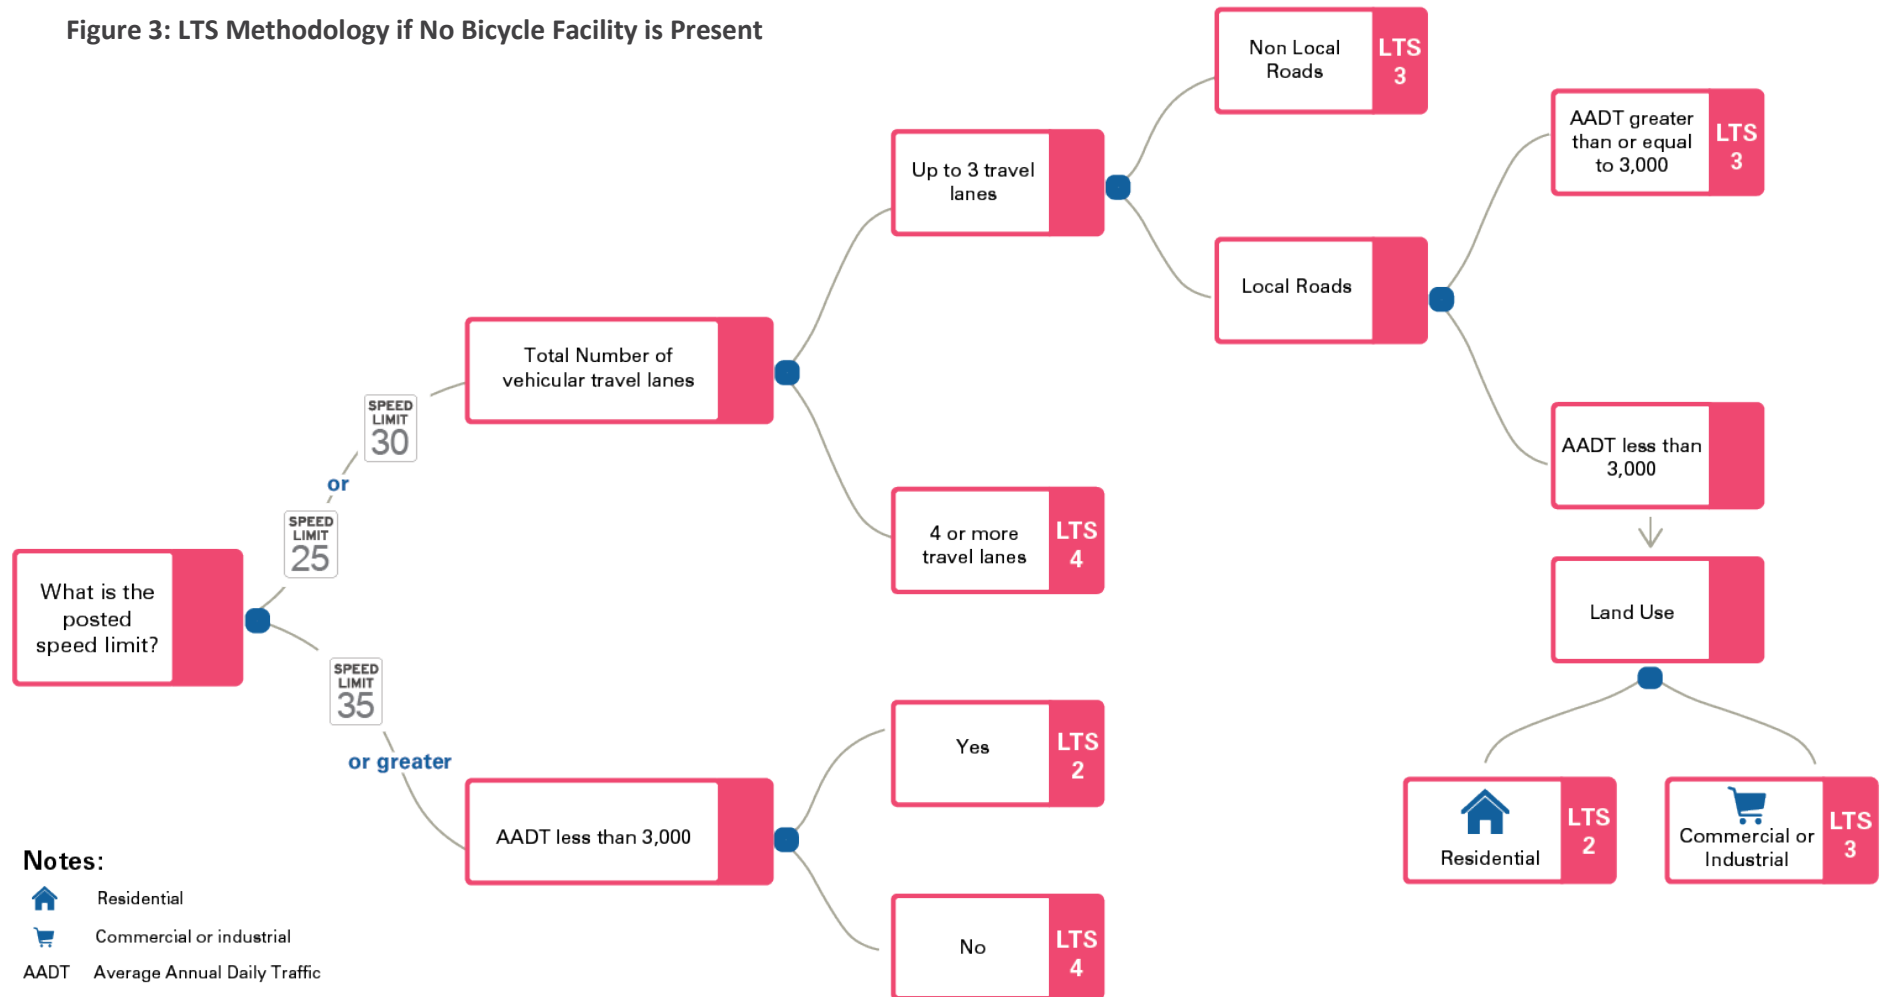 Figure 3: LTS Methodology if No Bicycle Facility is Present
Non Local
Roads
LTS
3
AADT greater
than or equal
to 3,000
LTS
3
Up to 3 travel
lanes
Local Roads
Total Number of
vehicular travel lanes
SPEED
LIMIT
30
or
SPEED
LIMIT
25
AADT less than
3,000
4 or more
travel lanes
LTS
4
What is the
posted
speed limit?
Land Use
SPEED
LIMIT
35
or greater
Yes
LTS
2
AADT less than 3,000
Residential
LTS
2
Commercial or
Industrial
LTS
3
No
LTS
4
Notes:
Residential
Commercial or industrial
AADT Average Annual Daily Traffic